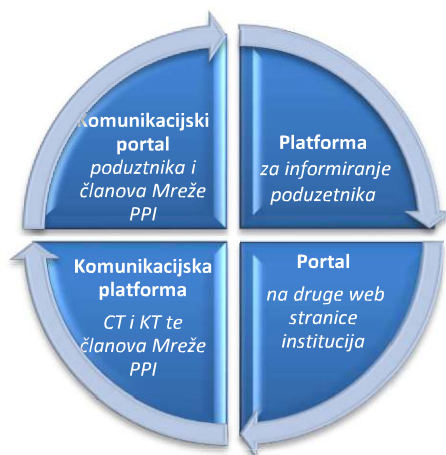 Komunikacijski
portal
poduztnika i
članova Mreže
PPI
Platforma
za informiranje
poduzetnika
Komunikacijska
platforma
CT i KT te
članova Mreže
PPI
Portal
na druge web
stranice
institucija